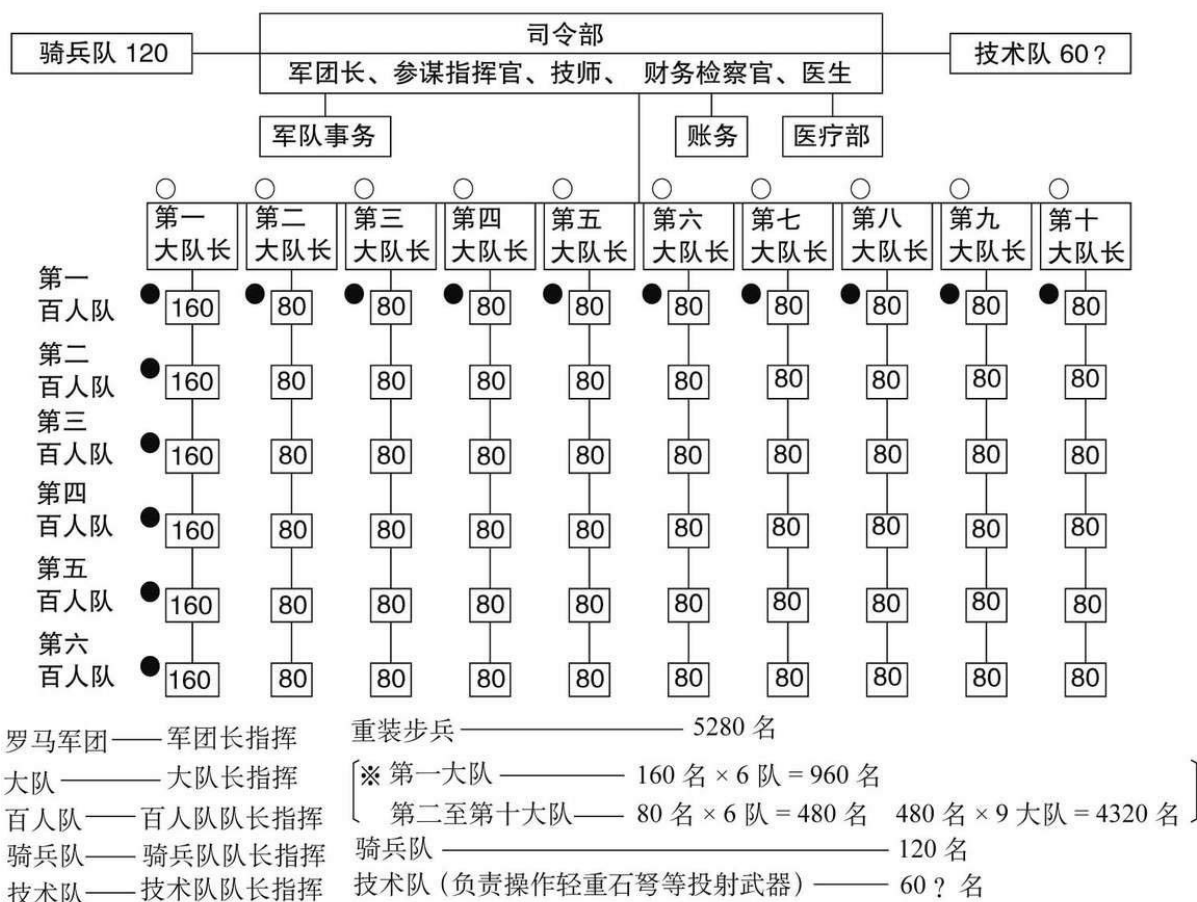 司令部
骑兵队 120
技术队 60？
军团长、参谋指挥官、技师、 财务检察官、医生
军队事务
账务
医疗部
第一 第二 第三 第四 第五 第六 第七 第八 第九 第十
大队长 大队长 大队长 大队长 大队长 大队长 大队长 大队长 大队长 大队长
第一
百人队 160 80 80 80 80 80 80 80 80 80
第二
百人队 160 80 80 80 80 80 80 80 80 80
第三
百人队 160 80 80 80 80 80 80 80 80 80
第四
百人队 160 80 80 80 80 80 80 80 80 80
第五
百人队 160 80 80 80 80 80 80 80 80 80
第六
百人队 160 80 80 80 80 80 80 80 80 80
罗马军团——军团长指挥
大队———大队长指挥
百人队——百人队队长指挥
骑兵队——骑兵队队长指挥
技术队——技术队队长指挥
重装步兵——————— 5280 名
※ 第一大队———— 160 名 × 6 队 = 960 名
第二至第十大队—— 80 名 × 6 队 = 480 名 480 名 × 9 大队 = 4320 名
骑兵队 ——————————————— 120 名
技术队（负责操作轻重石弩等投射武器）—— 60 ? 名